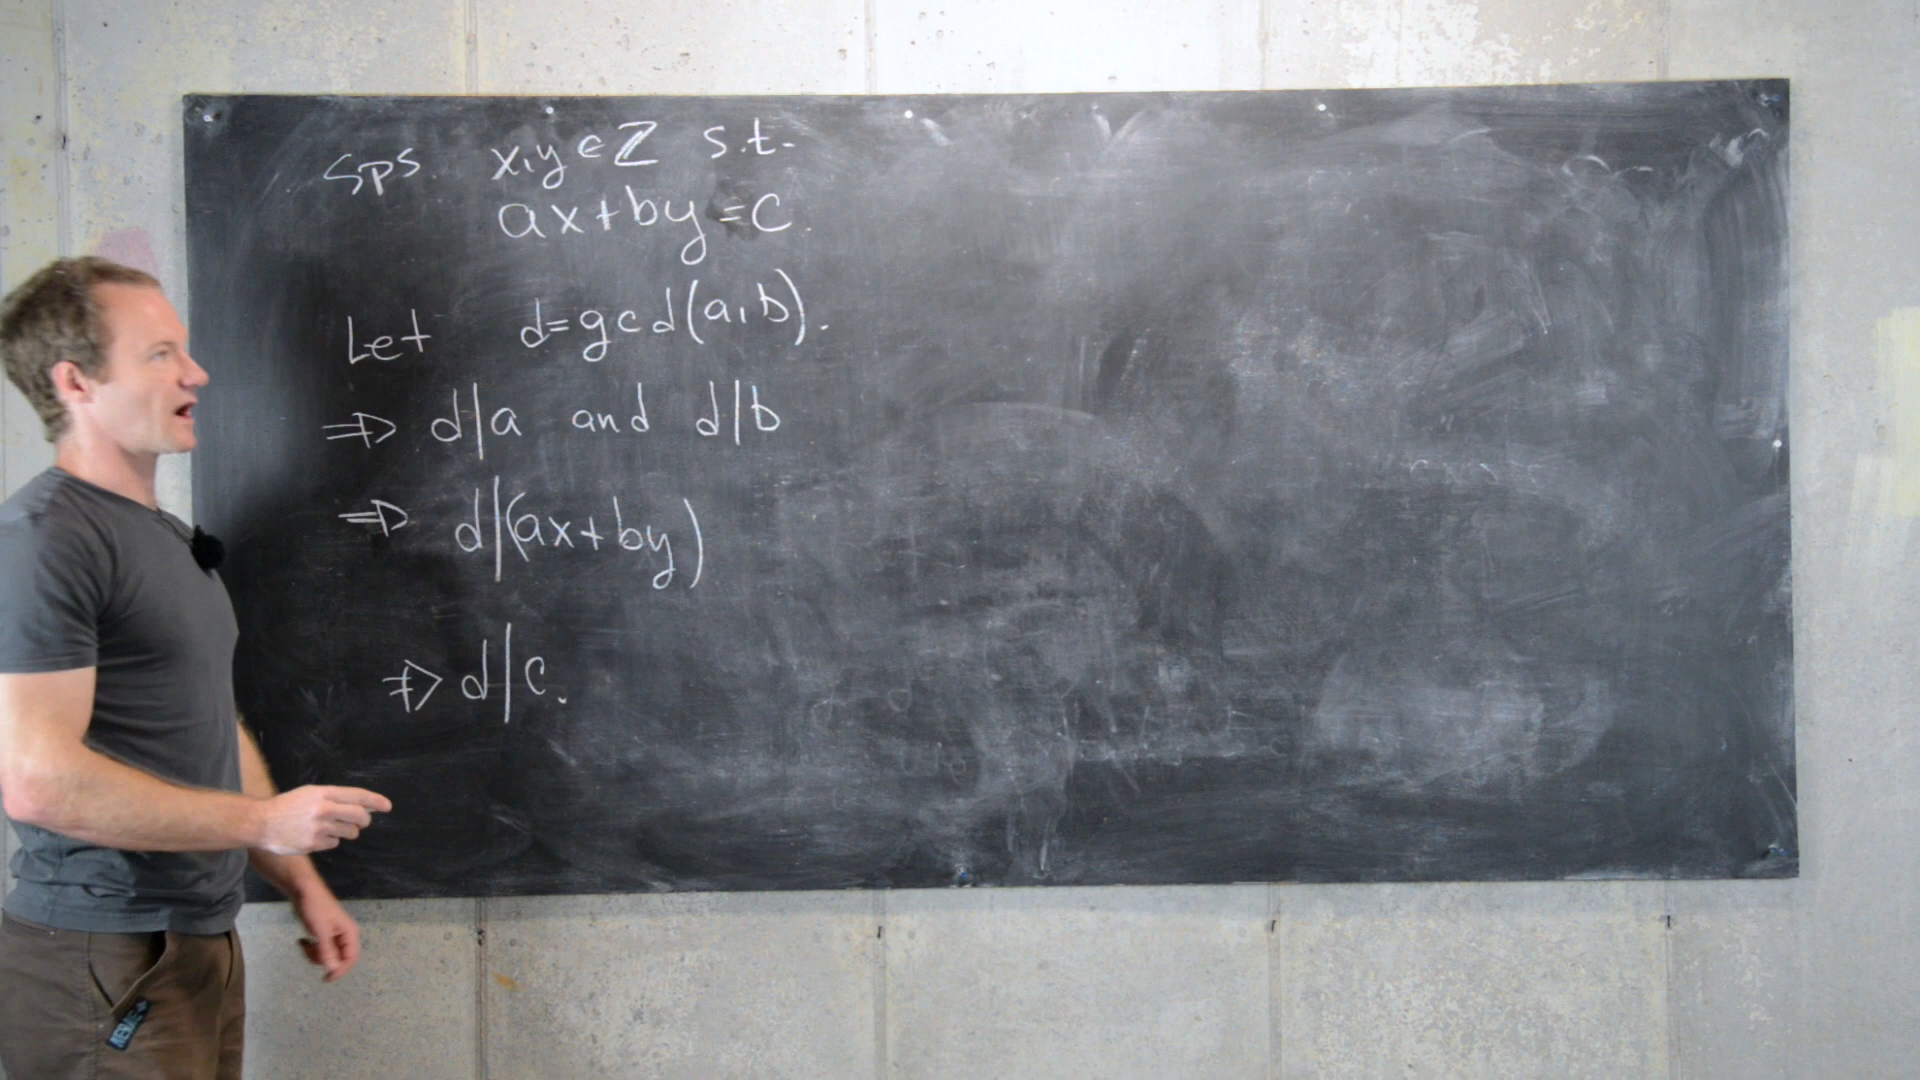 Sps x,y ∈ ℤ s.t.
ax+by=c.
Let d=gcd(a,b).
⇒ d|a and d|b
⇒ d|(ax+by)
⇒ d|c.